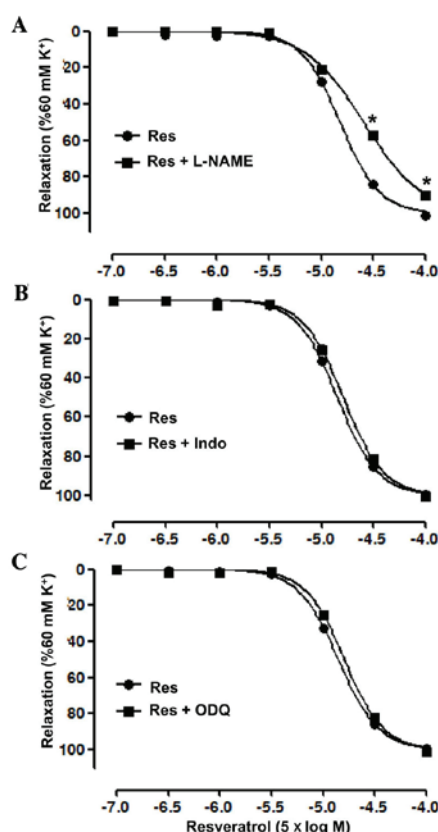 A
Relaxation (%60 mM K⁺)
0
20
40
60
80
100
*
*
Res
Res + L-NAME
-7.0 -6.5 -6.0 -5.5 -5.0 -4.5 -4.0
B
Relaxation (%60 mM K⁺)
0
20
40
60
80
100
Res
Res + Indo
-7.0 -6.5 -6.0 -5.5 -5.0 -4.5 -4.0
C
Relaxation (%60 mM K⁺)
0
20
40
60
80
100
Res
Res + ODQ
-7.0 -6.5 -6.0 -5.5 -5.0 -4.5 -4.0
Resveratrol (5 x log M)